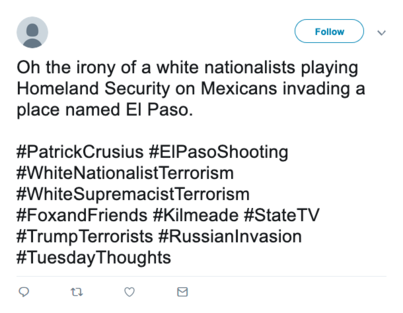 Follow
Oh the irony of a white nationalists playing
Homeland Security on Mexicans invading a
place named El Paso.
#PatrickCrusius #ElPasoShooting
#WhiteNationalistTerrorism
#WhiteSupremacistTerrorism
#FoxandFriends #Kilmeade #StateTV
#TrumpTerrorists #RussianInvasion
#TuesdayThoughts